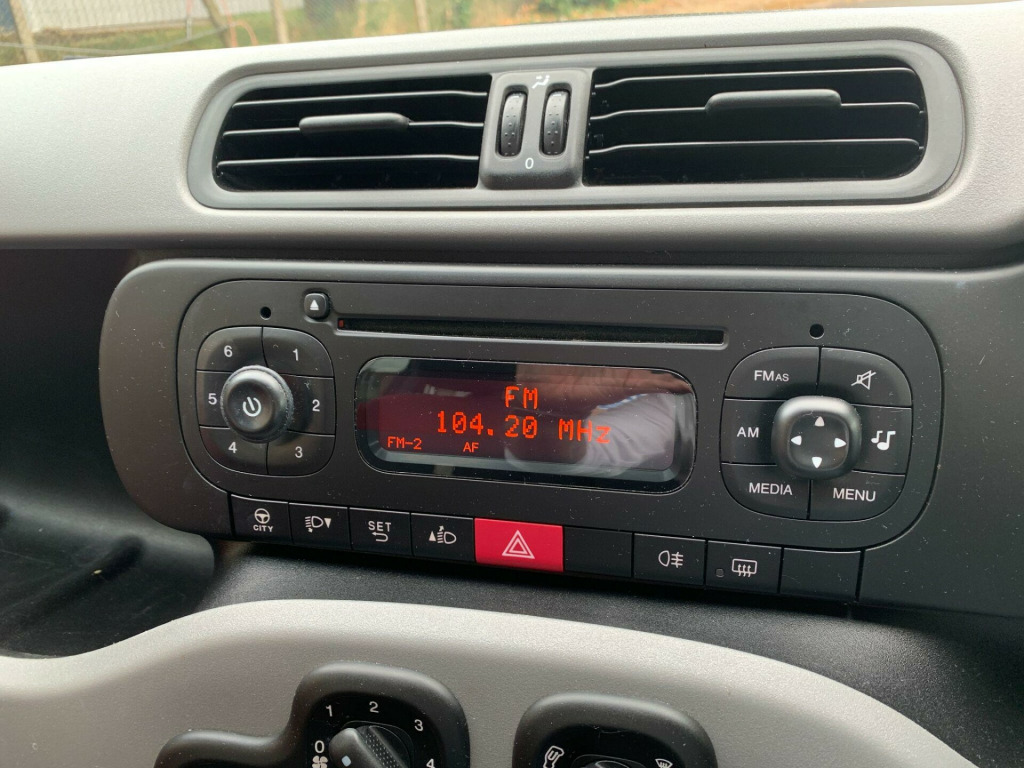 0
6 1
5 2
4 3
FM
104.20 MHz
FM-2 AF
FMAS
AM
MEDIA MENU
CITY
SET
0 1 2 3 4